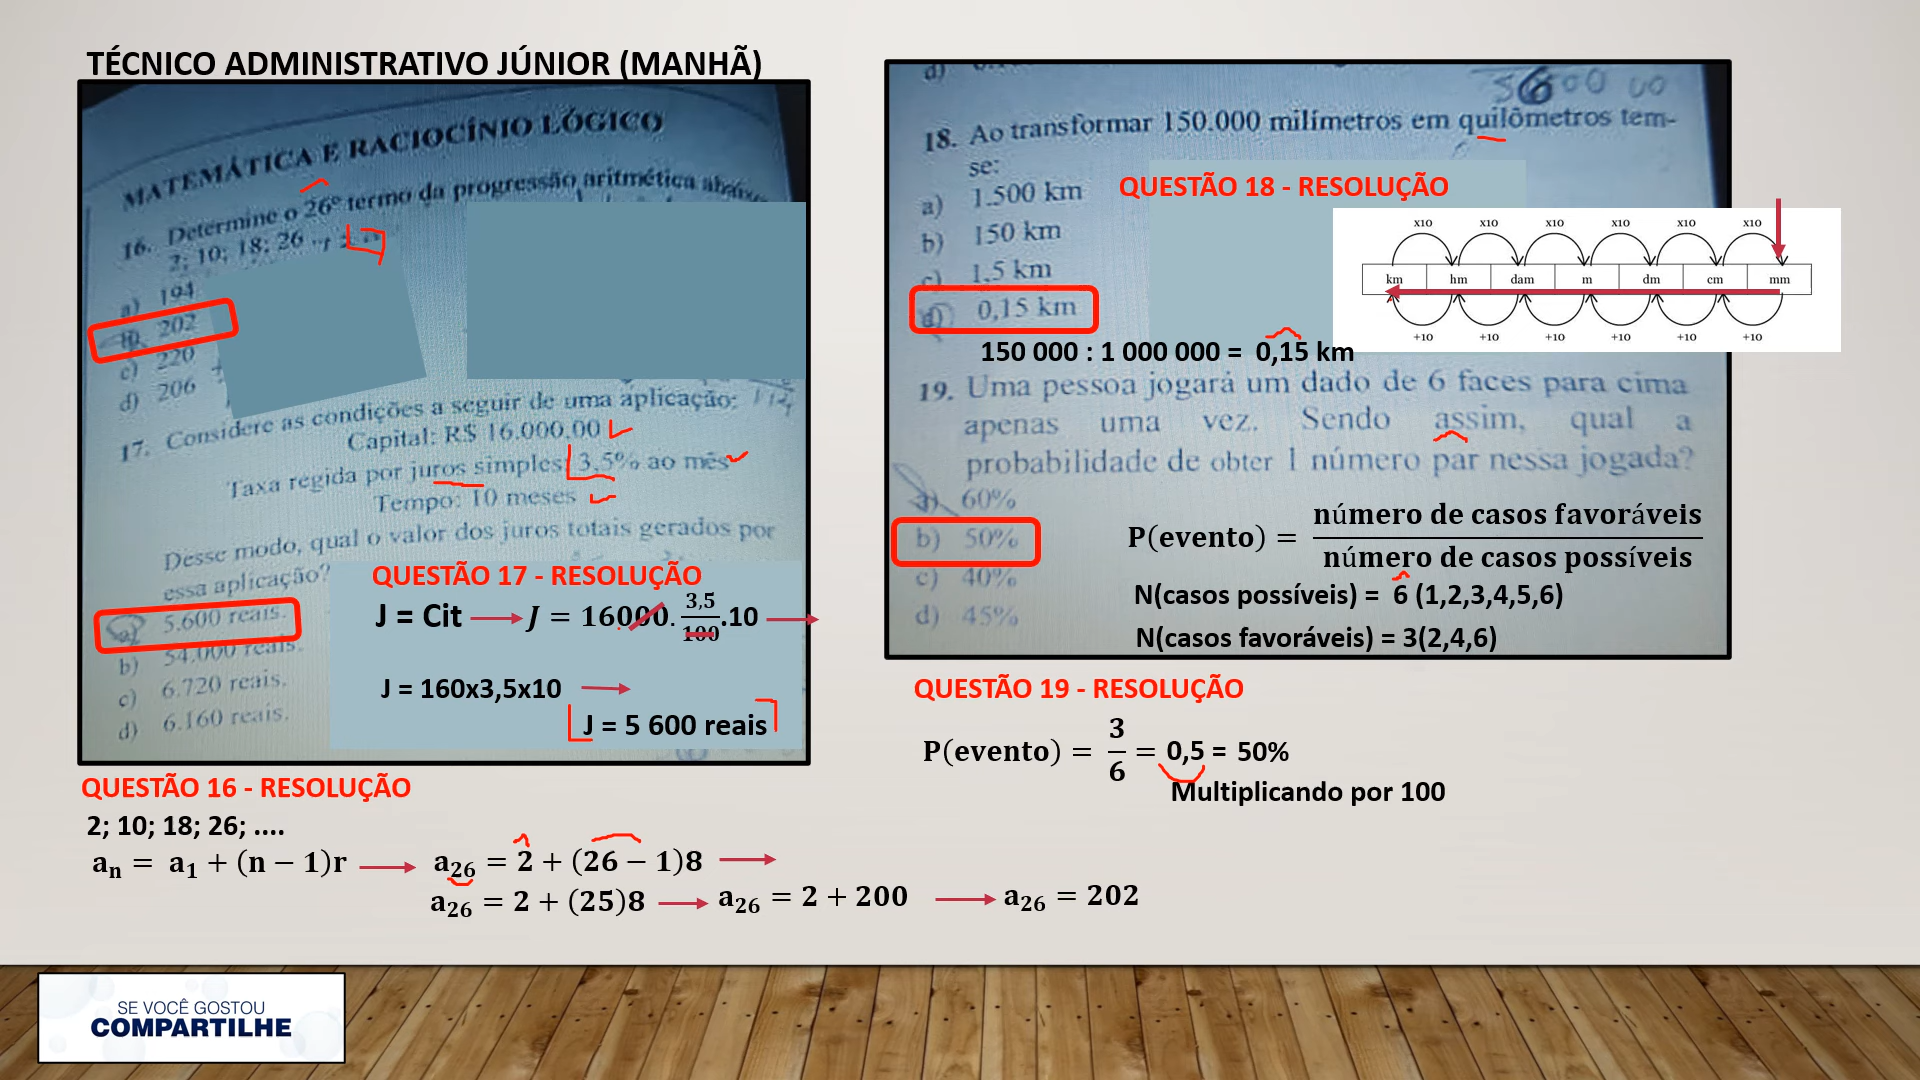 TÉCNICO ADMINISTRATIVO JÚNIOR (MANHÃ)
MATEMÁTICA E RACIOCÍNIO LÓGICO
16. Determine o 26º termo da progressão aritmética abaixo
2; 10; 18; 26
a) 194
b) 202
c) 220
d) 206
17. Considere as condições a seguir de uma aplicação:
Capital: R$ 16.000,00
Taxa regida por juros simples: 3,5% ao mês
Tempo: 10 meses
Desse modo, qual o valor dos juros totais gerados por
essa aplicação?
a) 5.600 reais.
b) 54.000 reais.
c) 6.720 reais.
d) 6.160 reais.
QUESTÃO 17 - RESOLUÇÃO
J = Cit J = 16000. 3,5/100 .10
J = 160x3,5x10
J = 5 600 reais
QUESTÃO 16 - RESOLUÇÃO
2; 10; 18; 26; ....
aₙ = a₁ + (n − 1)r a₂₆ = 2 + (26 − 1)8
a₂₆ = 2 + (25)8 a₂₆ = 2 + 200 a₂₆ = 202
d)
18. Ao transformar 150.000 milímetros em quilômetros tem-
se:
a) 1.500 km
b) 150 km
c) 1,5 km
d) 0,15 km
QUESTÃO 18 - RESOLUÇÃO
x10 x10 x10 x10 x10 x10
km hm dam m dm cm mm
÷10 ÷10 ÷10 ÷10 ÷10 ÷10
150 000 : 1 000 000 = 0,15 km
19. Uma pessoa jogará um dado de 6 faces para cima
apenas uma vez. Sendo assim, qual a
probabilidade de obter 1 número par nessa jogada?
a) 60%
b) 50%
c) 40%
d) 45%
P(evento) = número de casos favoráveis/número de casos possíveis
N(casos possíveis) = 6 (1,2,3,4,5,6)
N(casos favoráveis) = 3(2,4,6)
QUESTÃO 19 - RESOLUÇÃO
P(evento) = 3/6 = 0,5 = 50%
Multiplicando por 100
SE VOCÊ GOSTOU
COMPARTILHE